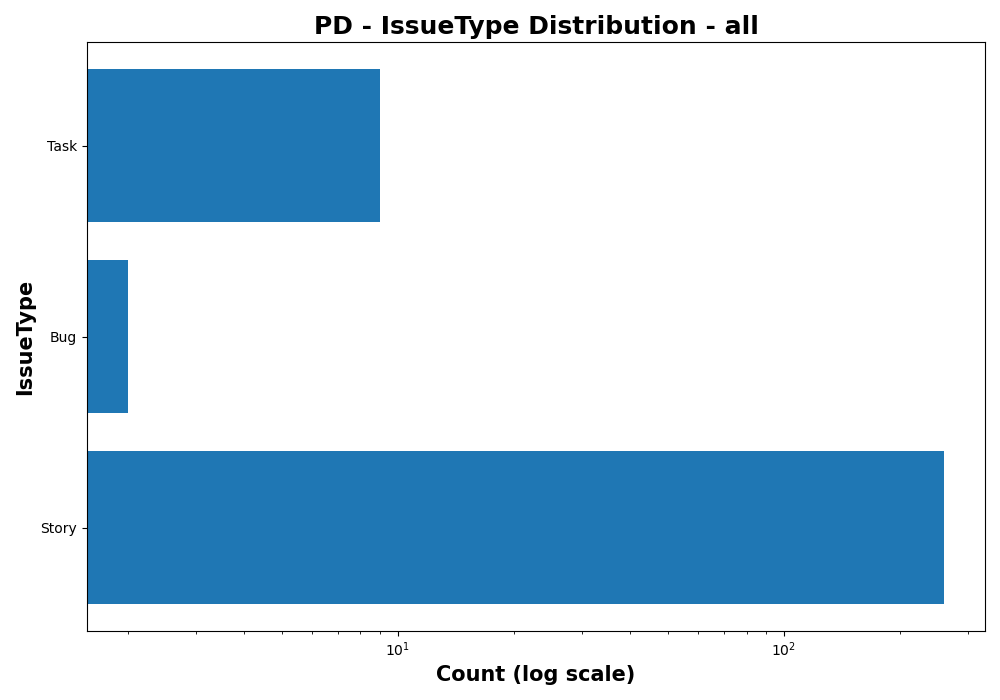 PD - IssueType Distribution - all
IssueType
Task
Bug
Story
10¹
10²
Count (log scale)